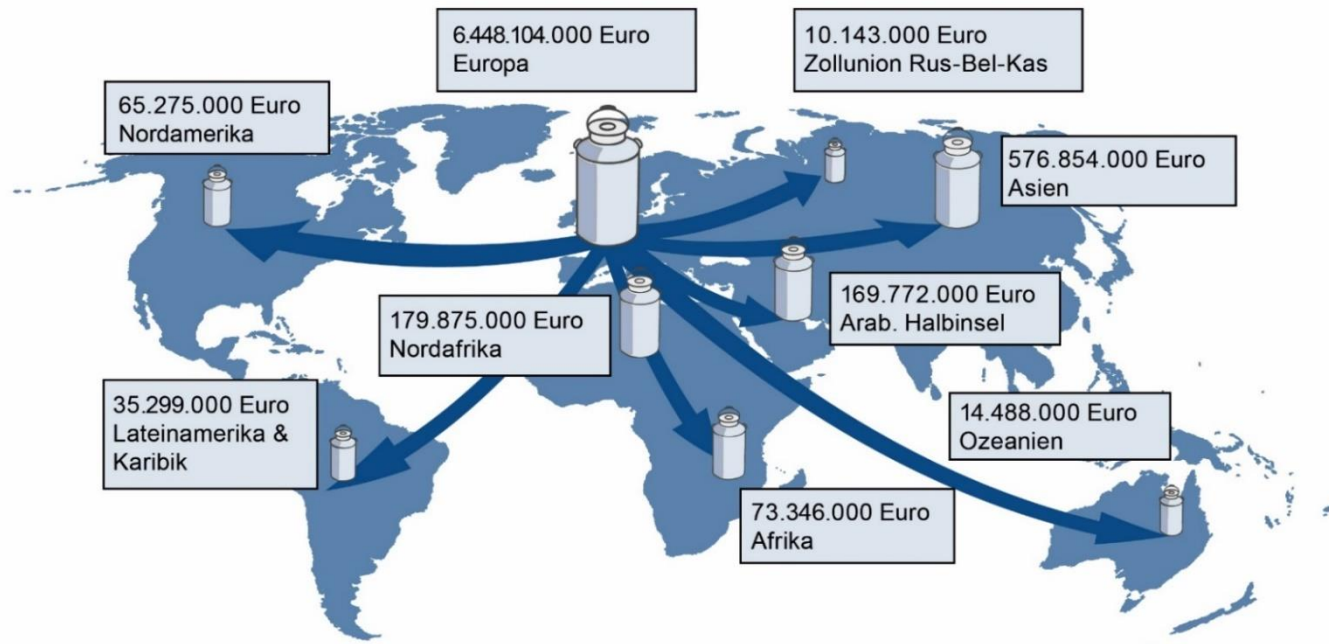 6.448.104.000 Euro
Europa
10.143.000 Euro
Zollunion Rus-Bel-Kas
65.275.000 Euro
Nordamerika
576.854.000 Euro
Asien
179.875.000 Euro
Nordafrika
169.772.000 Euro
Arab. Halbinsel
35.299.000 Euro
Lateinamerika &
Karibik
14.488.000 Euro
Ozeanien
73.346.000 Euro
Afrika